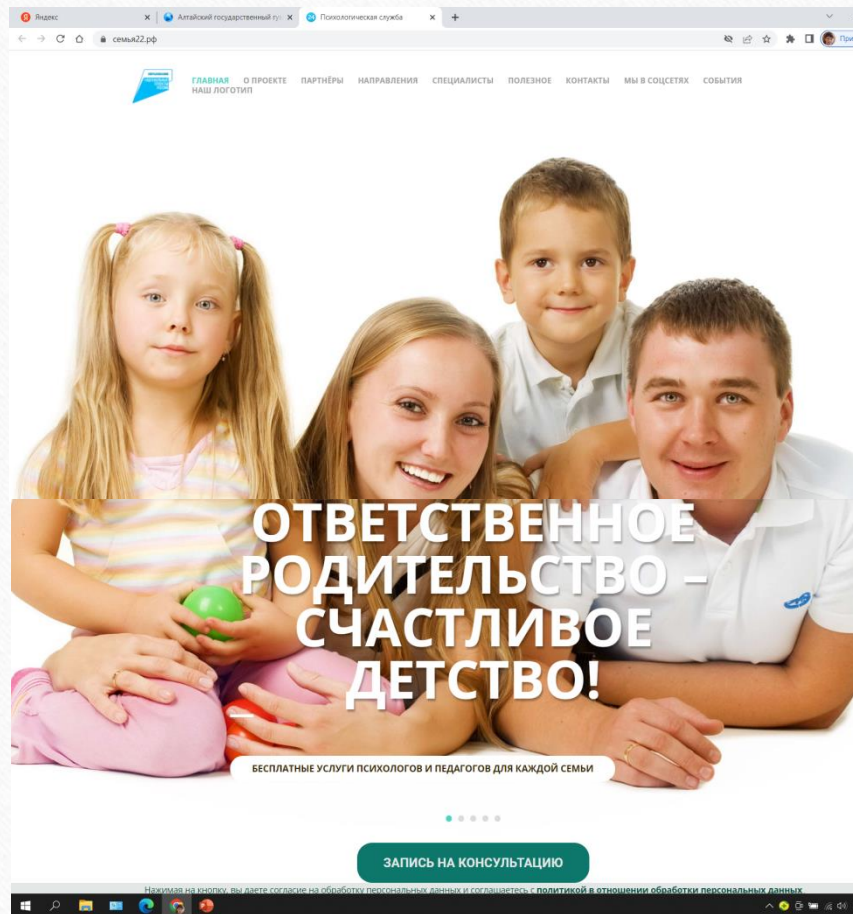 Яндекс
Алтайский государственный гу
Психологическая служба
семья22.рф
ГЛАВНАЯ О ПРОЕКТЕ ПАРТНЁРЫ НАПРАВЛЕНИЯ СПЕЦИАЛИСТЫ ПОЛЕЗНОЕ КОНТАКТЫ МЫ В СОЦСЕТЯХ СОБЫТИЯ
НАШ ЛОГОТИП
ОТВЕТСТВЕННОЕ
РОДИТЕЛЬСТВО –
СЧАСТЛИВОЕ
ДЕТСТВО!
БЕСПЛАТНЫЕ УСЛУГИ ПСИХОЛОГОВ И ПЕДАГОГОВ ДЛЯ КАЖДОЙ СЕМЬИ
ЗАПИСЬ НА КОНСУЛЬТАЦИЮ
Нажимая на кнопку, вы даете согласие на обработку персональных данных и соглашаетесь с политикой в отношении обработки персональных данных